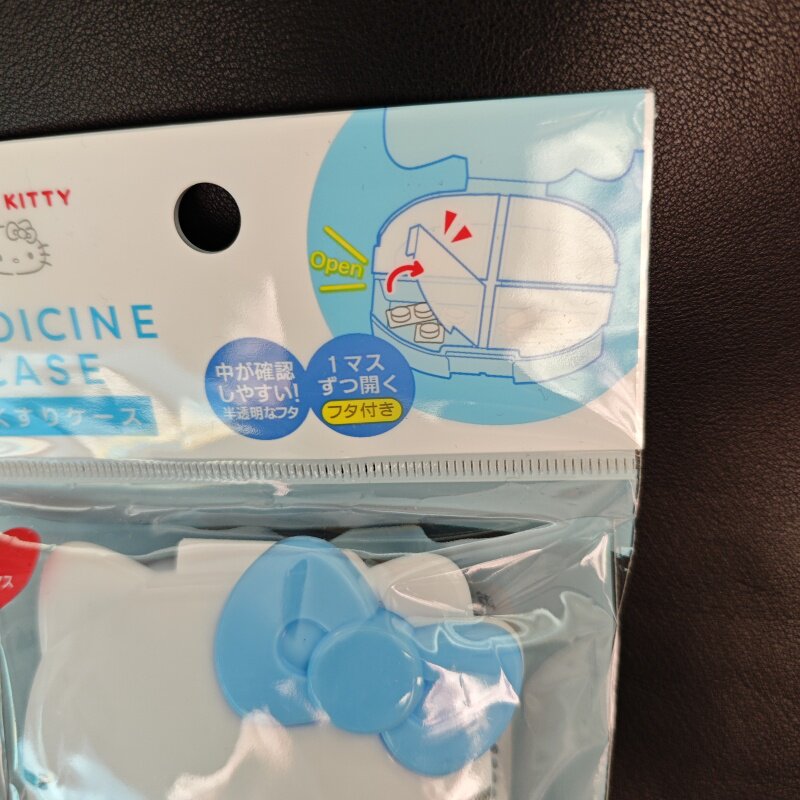 KITTY
DICINE
CASE
くすりケース
Open
中が確認
しやすい!
半透明なフタ
1マス
ずつ開く
フタ付き